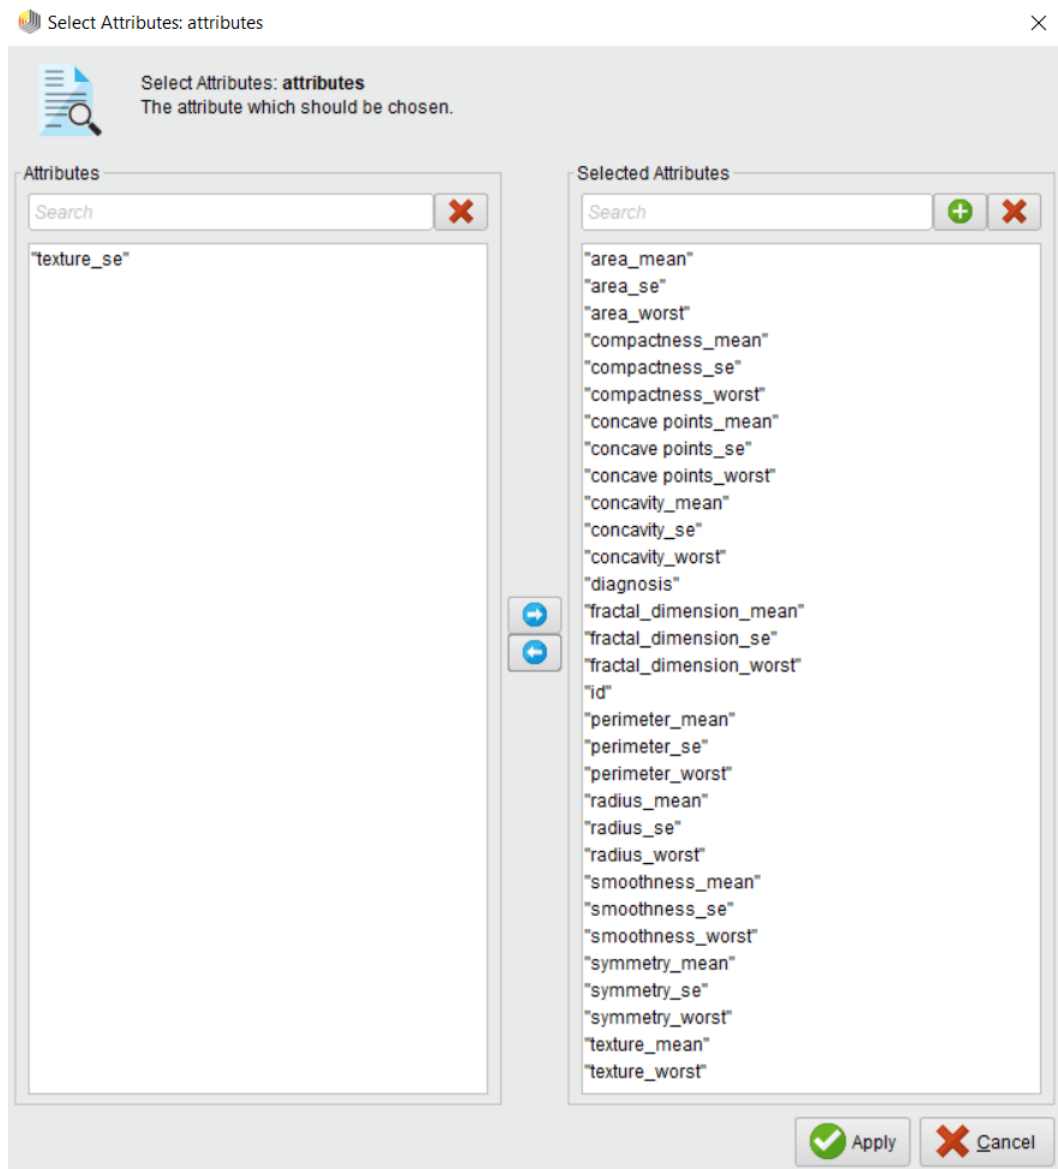 Select Attributes: attributes
Select Attributes: attributes
The attribute which should be chosen.
Attributes
Search
"texture_se"
Selected Attributes
Search
"area_mean"
"area_se"
"area_worst"
"compactness_mean"
"compactness_se"
"compactness_worst"
"concave points_mean"
"concave points_se"
"concave points_worst"
"concavity_mean"
"concavity_se"
"concavity_worst"
"diagnosis"
"fractal_dimension_mean"
"fractal_dimension_se"
"fractal_dimension_worst"
"id"
"perimeter_mean"
"perimeter_se"
"perimeter_worst"
"radius_mean"
"radius_se"
"radius_worst"
"smoothness_mean"
"smoothness_se"
"smoothness_worst"
"symmetry_mean"
"symmetry_se"
"symmetry_worst"
"texture_mean"
"texture_worst"
Apply
Cancel